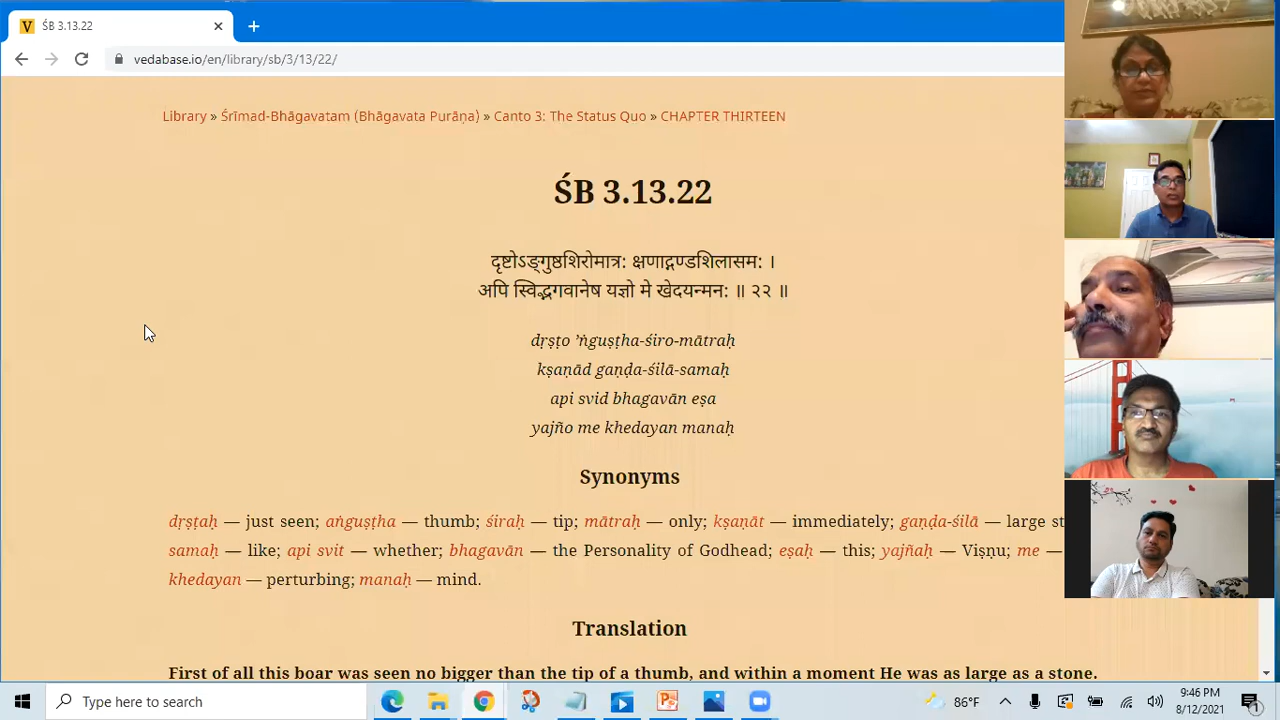 ŚB 3.13.22
vedabase.io/en/library/sb/3/13/22/
Library » Śrīmad-Bhāgavatam (Bhāgavata Purāṇa) » Canto 3: The Status Quo » CHAPTER THIRTEEN
ŚB 3.13.22
दृष्टोऽङ्गुष्ठशिरोमात्र: क्षणाद्गण्डशिलासम: ।
अपि स्विद्भगवानेष यज्ञो मे खेदयन्मन: ॥ २२ ॥
dṛṣṭo ’ṅguṣṭha-śiro-mātraḥ
kṣaṇād gaṇḍa-śilā-samaḥ
api svid bhagavān eṣa
yajño me khedayan manaḥ
Synonyms
dṛṣṭaḥ — just seen; aṅguṣṭha — thumb; śiraḥ — tip; mātraḥ — only; kṣaṇāt — immediately; gaṇḍa-śilā — large
samaḥ — like; api svit — whether; bhagavān — the Personality of Godhead; eṣaḥ — this; yajñaḥ — Viṣṇu; me —
khedayan — perturbing; manaḥ — mind.
Translation
First of all this boar was seen no bigger than the tip of a thumb, and within a moment He was as large as a stone.
Type here to search
86°F
9:46 PM
8/12/2021